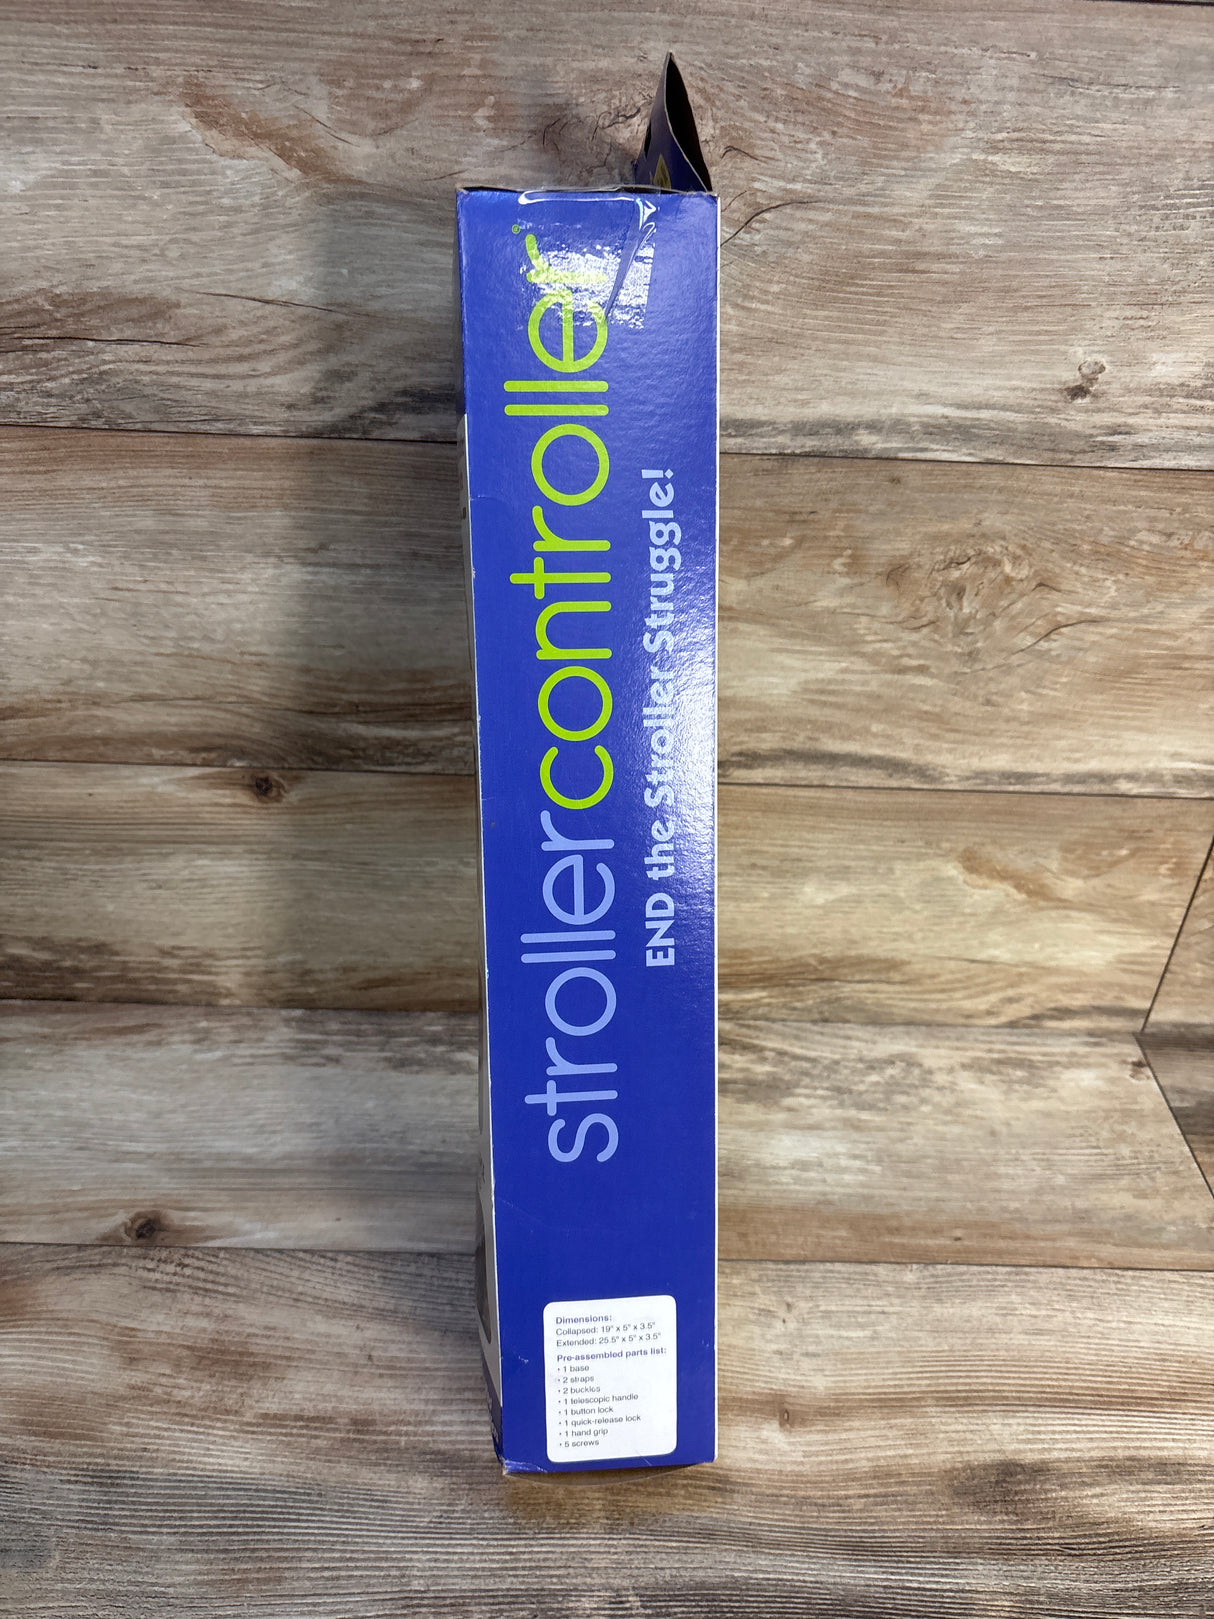 strollercontroller®
END the Stroller Struggle!
Dimensions:
Collapsed: 19" x 5" x 3.5"
Extended: 25.5" x 5" x 3.5"
Pre-assembled parts list:
• 1 base
• 2 straps
• 2 buckles
• 1 telescopic handle
• 1 button lock
• 1 quick-release lock
• 1 hand grip
• 5 screws